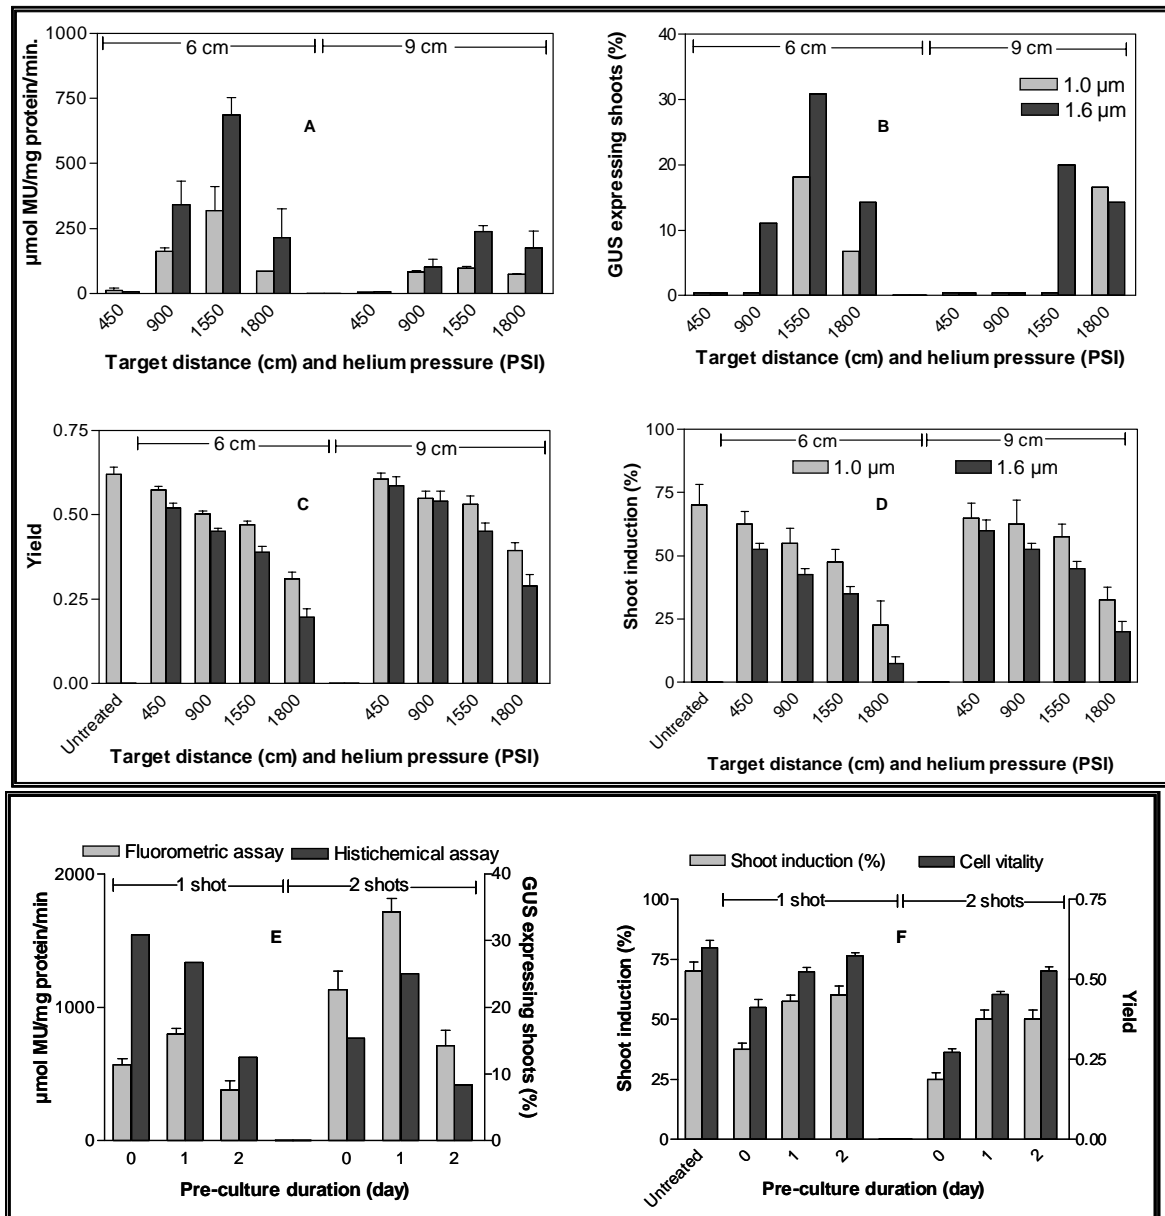 1000
750
500
250
0
µmol MU/mg protein/min.
6 cm
9 cm
A
450
900
1550
1800
450
900
1550
1800
Target distance (cm) and helium pressure (PSI)
40
30
20
10
0
GUS expressing shoots (%)
6 cm
9 cm
1.0 µm
1.6 µm
B
450
900
1550
1800
450
900
1550
1800
Target distance (cm) and helium pressure (PSI)
0.75
0.50
0.25
0.00
Yield
6 cm
9 cm
C
Untreated
450
900
1550
1800
450
900
1550
1800
Target distance (cm) and helium pressure (PSI)
100
75
50
25
0
Shoot induction (%)
6 cm
9 cm
1.0 µm
1.6 µm
D
Untreated
450
900
1550
1800
450
900
1550
1800
Target distance (cm) and helium pressure (PSI)
Fluorometric assay
Histichemical assay
2000
1000
0
µmol MU/mg protein/min
1 shot
2 shots
E
40
30
20
10
0
GUS expressing shoots (%)
0
1
2
0
1
2
Pre-culture duration (day)
Shoot induction (%)
Cell vitality
100
75
50
25
0
Shoot induction (%)
1 shot
2 shots
F
0.75
0.50
0.25
0.00
Yield
Untreated
0
1
2
0
1
2
Pre-culture duration (day)